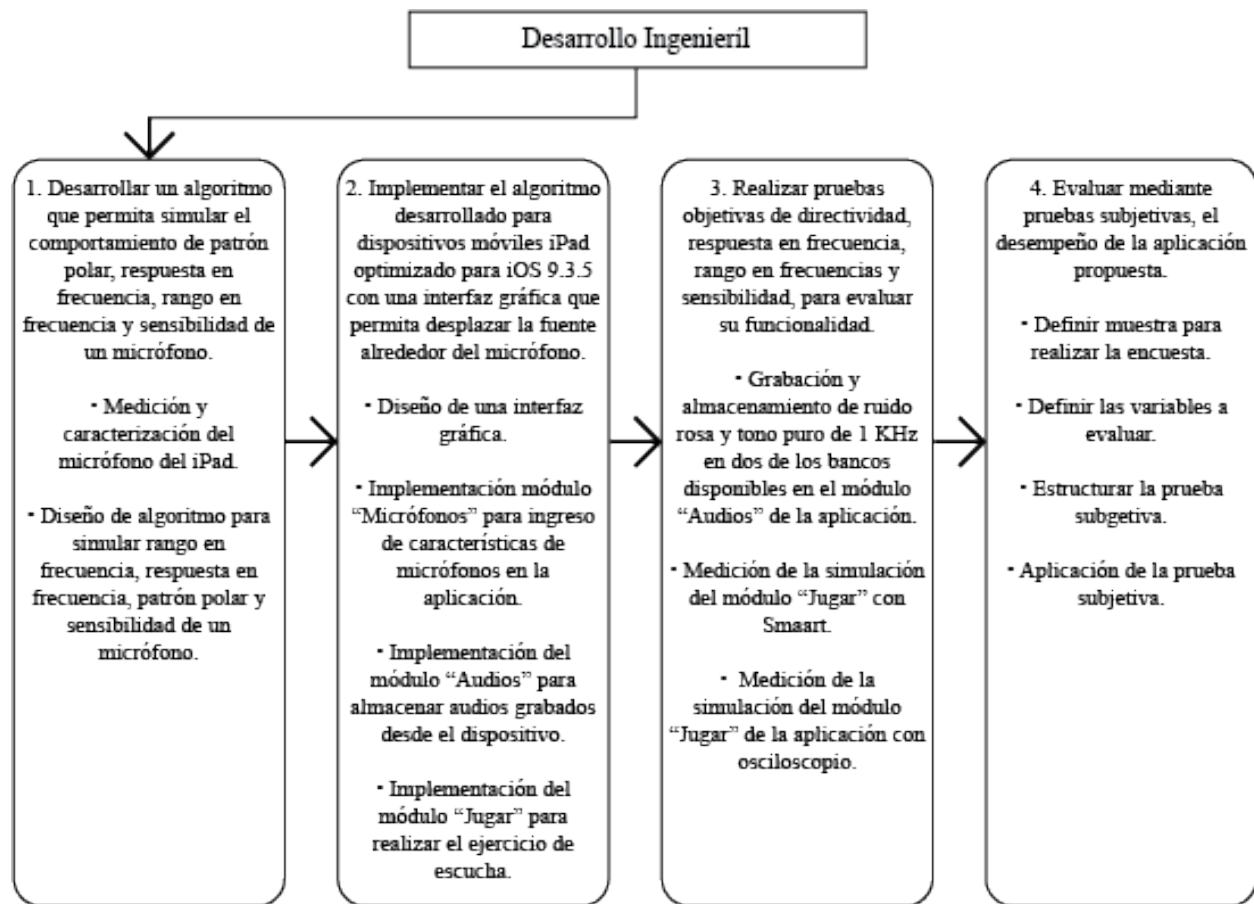 Desarrollo Ingenieríl
1. Desarrollar un algoritmo
que permita simular el
comportamiento de patrón
polar, respuesta en
frecuencia, rango en
frecuencia y sensibilidad de
un micrófono.
· Medición y
caracterización del
micrófono del iPad.
· Diseño de algoritmo para
simular rango en
frecuencia, respuesta en
frecuencia, patrón polar y
sensibilidad de un
micrófono.
2. Implementar el algoritmo
desarrollado para
dispositivos móviles iPad
optimizado para iOS 9.3.5
con una interfaz gráfica que
permita desplazar la fuente
alrededor del micrófono.
· Diseño de una interfaz
gráfica.
· Implementación módulo
“Micrófonos” para ingreso
de características de
micrófonos en la
aplicación.
· Implementación del
módulo “Audios” para
almacenar audios grabados
desde el dispositivo.
· Implementación del
módulo “Jugar” para
realizar el ejercicio de
escucha.
3. Realizar pruebas
objetivas de directividad,
respuesta en frecuencia,
rango en frecuencias y
sensibilidad, para evaluar
su funcionalidad.
· Grabación y
almacenamiento de ruido
rosa y tono puro de 1 KHz
en dos de los bancos
disponibles en el módulo
“Audios” de la aplicación.
· Medición de la simulación
del módulo “Jugar” con
Smaart.
· Medición de la
simulación del módulo
“Jugar” de la aplicación con
osciloscopio.
4. Evaluar mediante
pruebas subjetivas, el
desempeño de la aplicación
propuesta.
· Definir muestra para
realizar la encuesta.
· Definir las variables a
evaluar.
· Estructurar la prueba
subgetiva.
· Aplicación de la prueba
subjetiva.